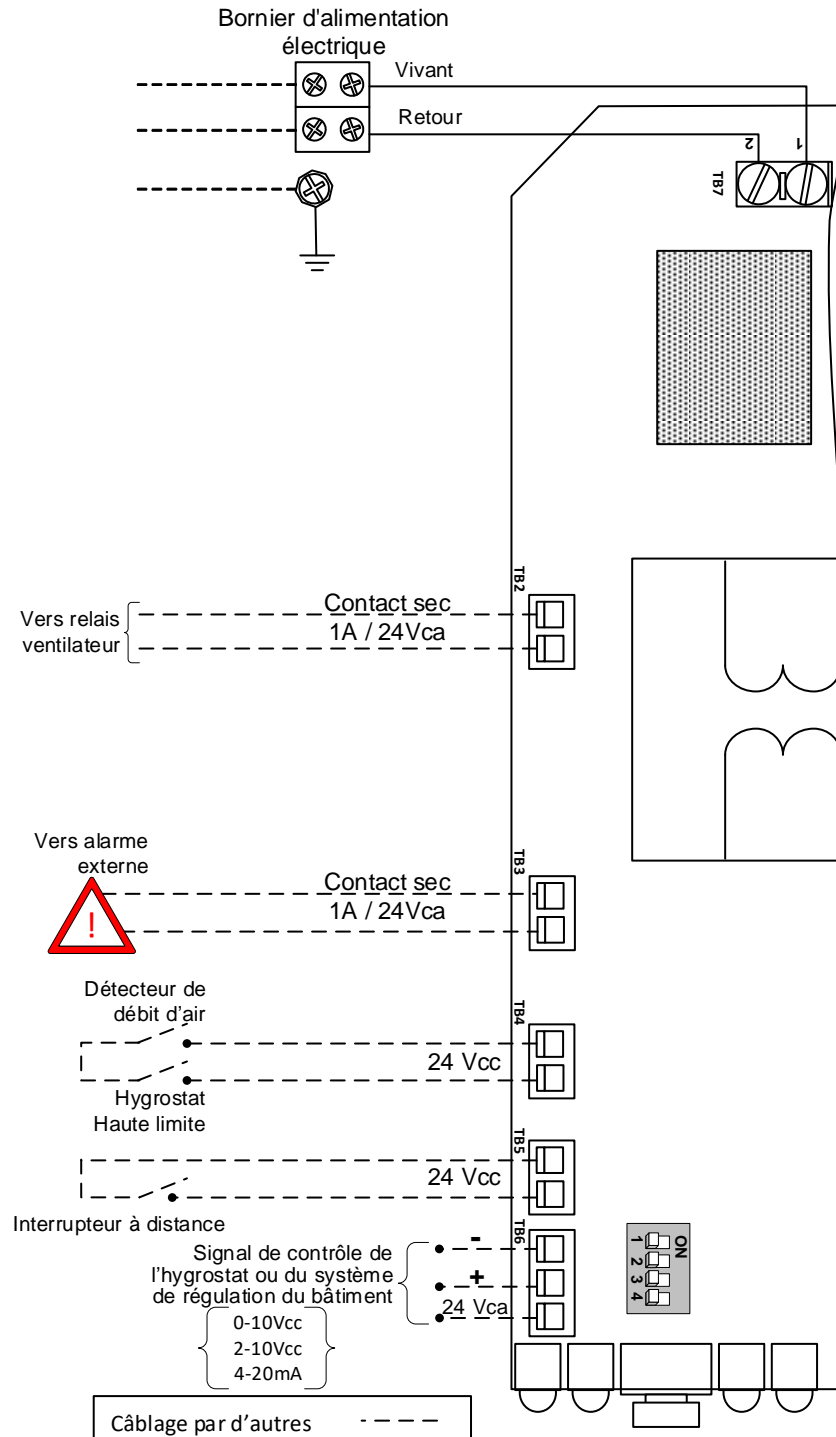 Bornier d'alimentation
électrique
Vivant
Retour
2
1
TB7
TB2
Vers relais
ventilateur
Contact sec
1A / 24Vca
TB3
Vers alarme
externe
!
Contact sec
1A / 24Vca
TB4
Détecteur de
débit d'air
24 Vcc
Hygrostat
Haute limite
TB5
24 Vcc
Interrupteur à distance
TB6
Signal de contrôle de
l'hygrostat ou du système
de régulation du bâtiment
-
+
24 Vca
0-10Vcc
2-10Vcc
4-20mA
ON
1
2
3
4
Câblage par d'autres